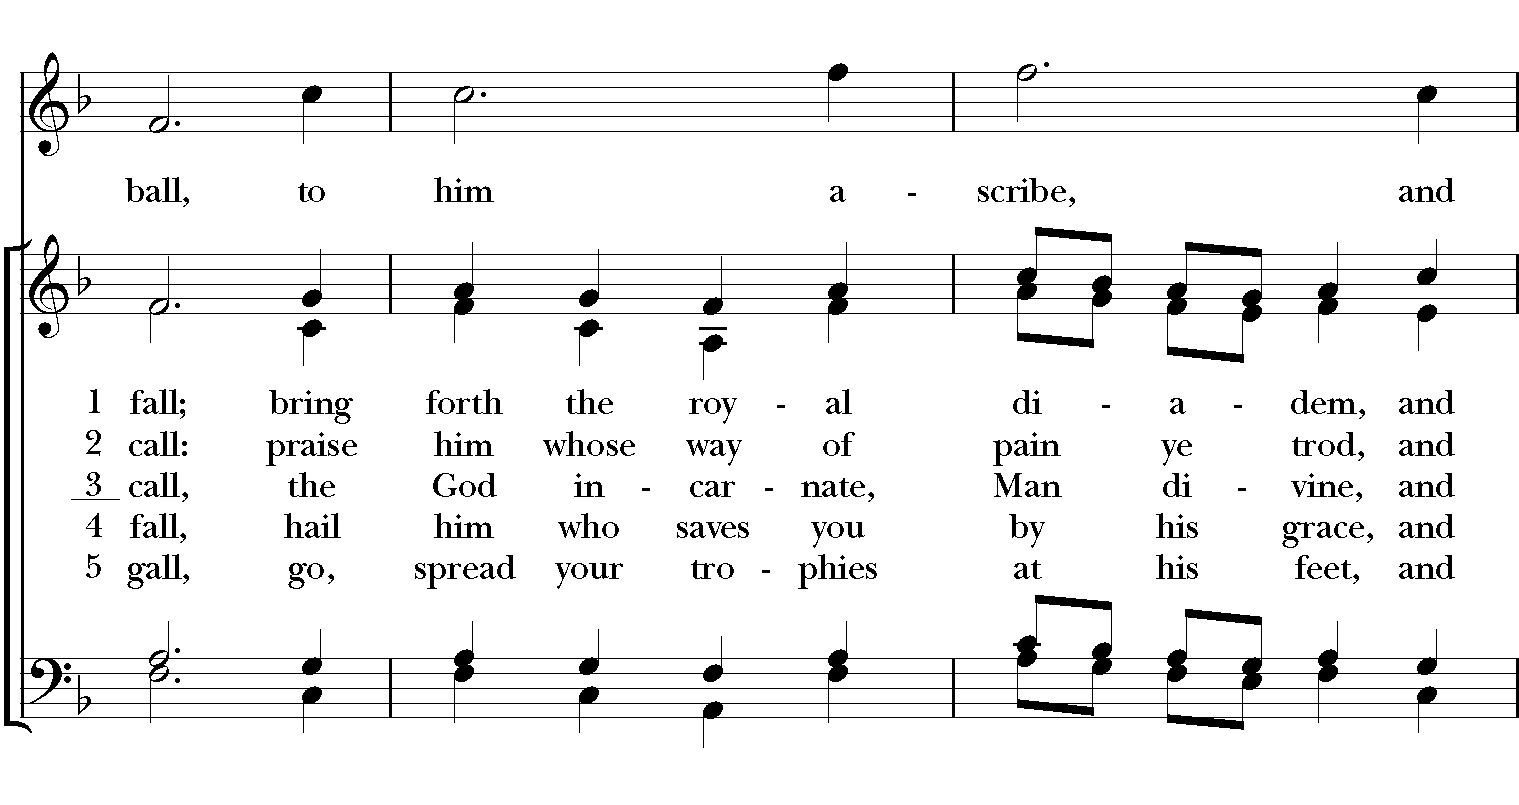 ball, to him a - scribe, and
1 fall; bring forth the roy - al di - a - dem, and
2 call: praise him whose way of pain ye trod, and
3 call, the God in - car - nate, Man di - vine, and
4 fall, hail him who saves you by his grace, and
5 gall, go, spread your tro - phies at his feet, and